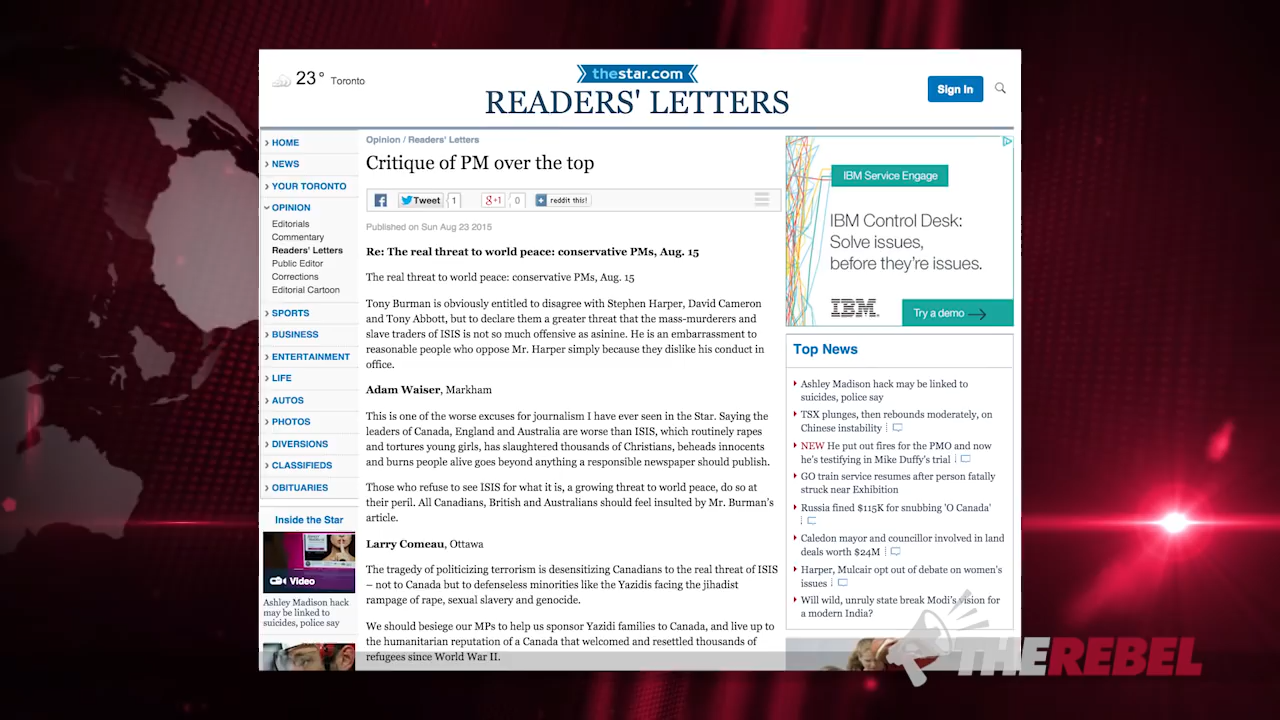 23° Toronto
thestar.com
READERS' LETTERS
Sign In
HOME
NEWS
YOUR TORONTO
OPINION
Editorials
Commentary
Readers' Letters
Public Editor
Corrections
Editorial Cartoon
SPORTS
BUSINESS
ENTERTAINMENT
LIFE
AUTOS
PHOTOS
DIVERSIONS
CLASSIFIEDS
OBITUARIES
Inside the Star
Video
Ashley Madison hack
may be linked to
suicides, police say
Opinion / Readers' Letters
Critique of PM over the top
Tweet 1 g+1 0 reddit this!
Published on Sun Aug 23 2015
Re: The real threat to world peace: conservative PMs, Aug. 15
The real threat to world peace: conservative PMs, Aug. 15
Tony Burman is obviously entitled to disagree with Stephen Harper, David Cameron
and Tony Abbott, but to declare them a greater threat that the mass-murderers and
slave traders of ISIS is not so much offensive as asinine. He is an embarrassment to
reasonable people who oppose Mr. Harper simply because they dislike his conduct in
office.
Adam Waiser, Markham
This is one of the worse excuses for journalism I have ever seen in the Star. Saying the
leaders of Canada, England and Australia are worse than ISIS, which routinely rapes
and tortures young girls, has slaughtered thousands of Christians, beheads innocents
and burns people alive goes beyond anything a responsible newspaper should publish.
Those who refuse to see ISIS for what it is, a growing threat to world peace, do so at
their peril. All Canadians, British and Australians should feel insulted by Mr. Burman's
article.
Larry Comeau, Ottawa
The tragedy of politicizing terrorism is desensitizing Canadians to the real threat of ISIS
– not to Canada but to defenseless minorities like the Yazidis facing the jihadist
rampage of rape, sexual slavery and genocide.
We should besiege our MPs to help us sponsor Yazidi families to Canada, and live up to
the humanitarian reputation of a Canada that welcomed and resettled thousands of
refugees since World War II.
IBM Service Engage
IBM Control Desk:
Solve issues,
before they're issues.
IBM
Try a demo
Top News
Ashley Madison hack may be linked to
suicides, police say
TSX plunges, then rebounds moderately, on
Chinese instability
NEW He put out fires for the PMO and now
he's testifying in Mike Duffy's trial
GO train service resumes after person fatally
struck near Exhibition
Russia fined $115K for snubbing 'O Canada'
Caledon mayor and councillor involved in land
deals worth $24M
Harper, Mulcair opt out of debate on women's
issues
Will wild, unruly state break Modi's vision for
a modern India?
THEREBEL